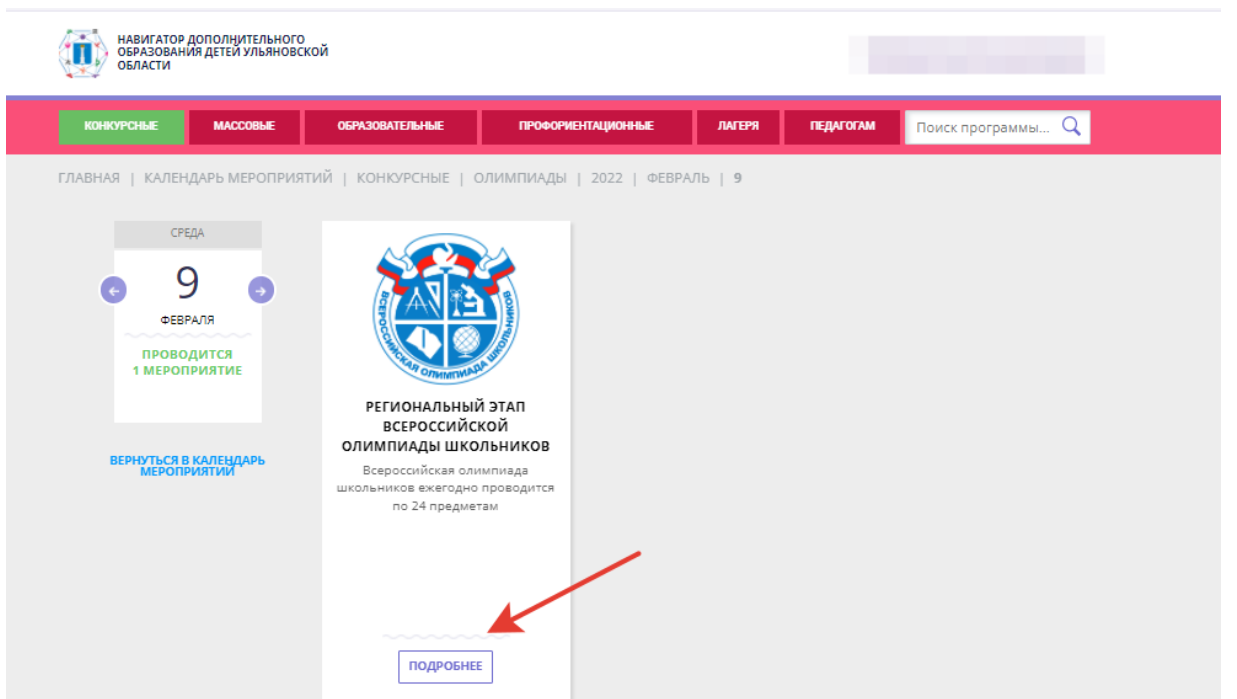 НАВИГАТОР ДОПОЛНИТЕЛЬНОГО
ОБРАЗОВАНИЯ ДЕТЕЙ УЛЬЯНОВСКОЙ
ОБЛАСТИ
КОНКУРСНЫЕ МАССОВЫЕ ОБРАЗОВАТЕЛЬНЫЕ ПРОФОРИЕНТАЦИОННЫЕ ЛАГЕРЯ ПЕДАГОГАМ Поиск программы...
ГЛАВНАЯ | КАЛЕНДАРЬ МЕРОПРИЯТИЙ | КОНКУРСНЫЕ | ОЛИМПИАДЫ | 2022 | ФЕВРАЛЬ | 9
СРЕДА
9
ФЕВРАЛЯ
ПРОВОДИТСЯ
1 МЕРОПРИЯТИЕ
ВЕРНУТЬСЯ В КАЛЕНДАРЬ
МЕРОПРИЯТИЙ
ВСЕРОССИЙСКАЯ ОЛИМПИАДА ШКОЛЬНИКОВ
РЕГИОНАЛЬНЫЙ ЭТАП
ВСЕРОССИЙСКОЙ
ОЛИМПИАДЫ ШКОЛЬНИКОВ
Всероссийская олимпиада
школьников ежегодно проводится
по 24 предметам
ПОДРОБНЕЕ